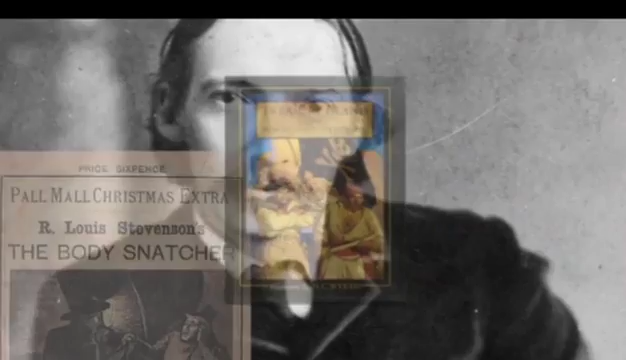 PRICE SIXPENCE
PALL MALL CHRISTMAS EXTRA
R. Louis Stevenson's
THE BODY SNATCHER